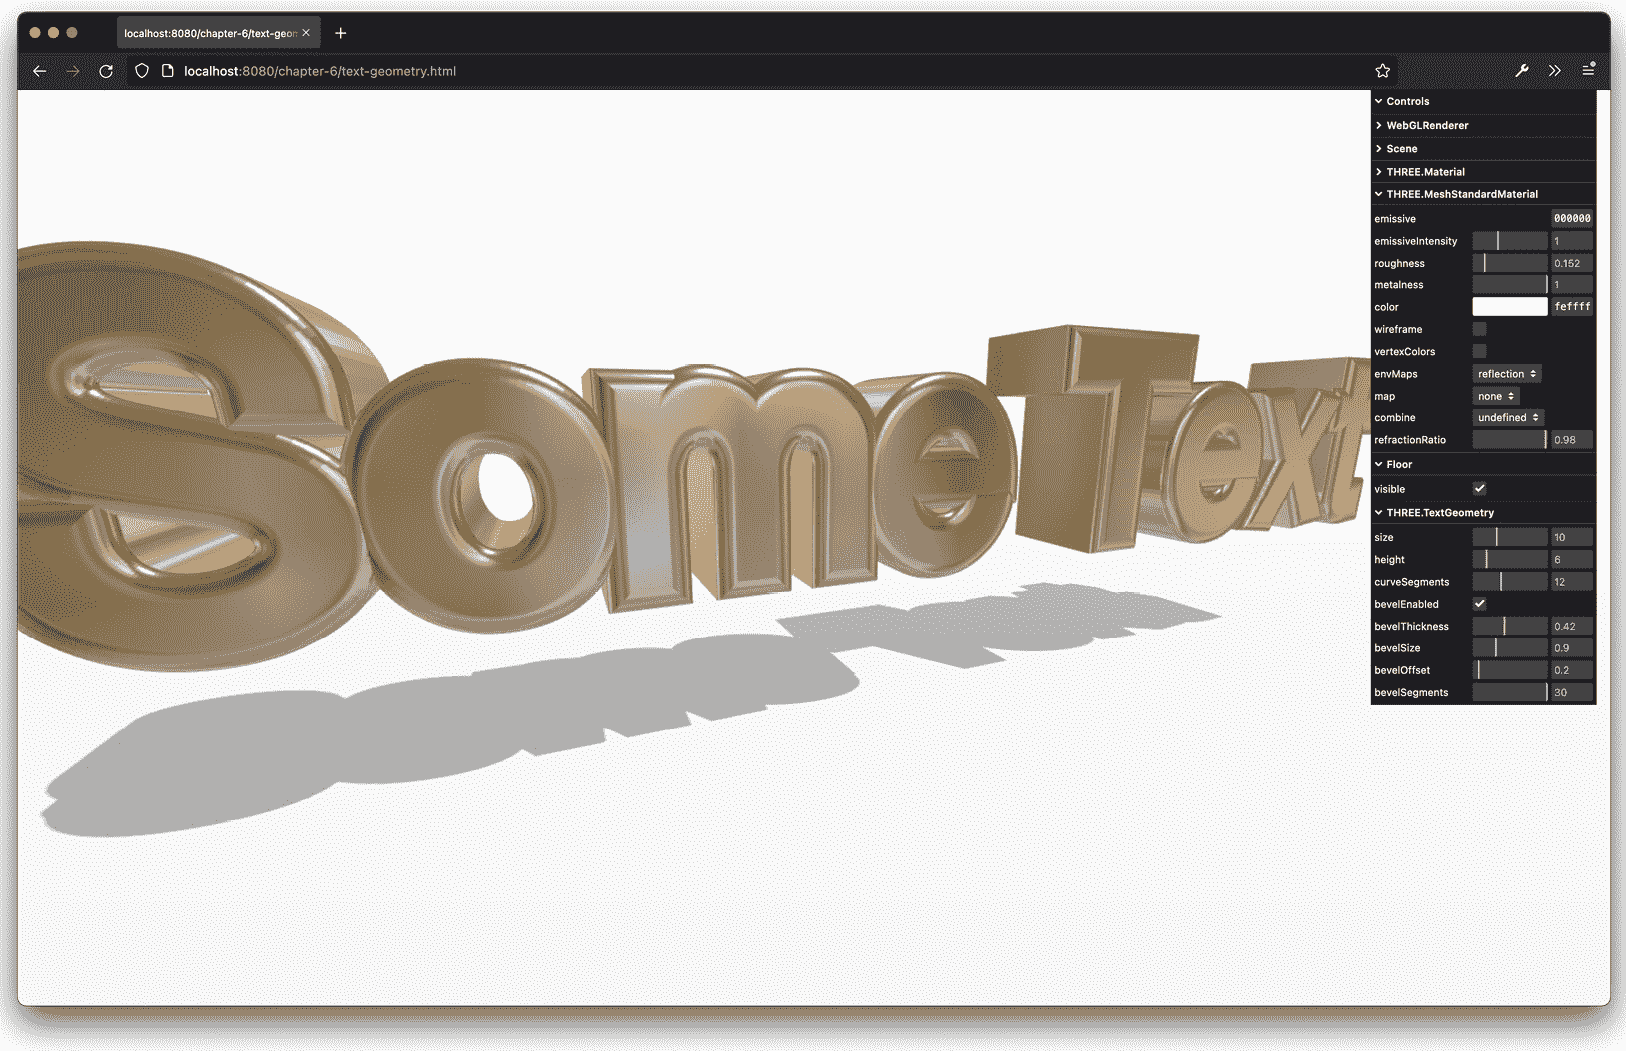 localhost:8080/chapter-6/text-geon
localhost:8080/chapter-6/text-geometry.html
Controls
WebGLRenderer
Scene
THREE.Material
THREE.MeshStandardMaterial
emissive 000000
emissiveIntensity 1
roughness 0.152
metalness 1
color feffff
wireframe
vertexColors
envMaps reflection
map none
combine undefined
refractionRatio 0.98
Floor
visible
THREE.TextGeometry
size 10
height 6
curveSegments 12
bevelEnabled
bevelThickness 0.42
bevelSize 0.9
bevelOffset 0.2
bevelSegments 30
SomeText